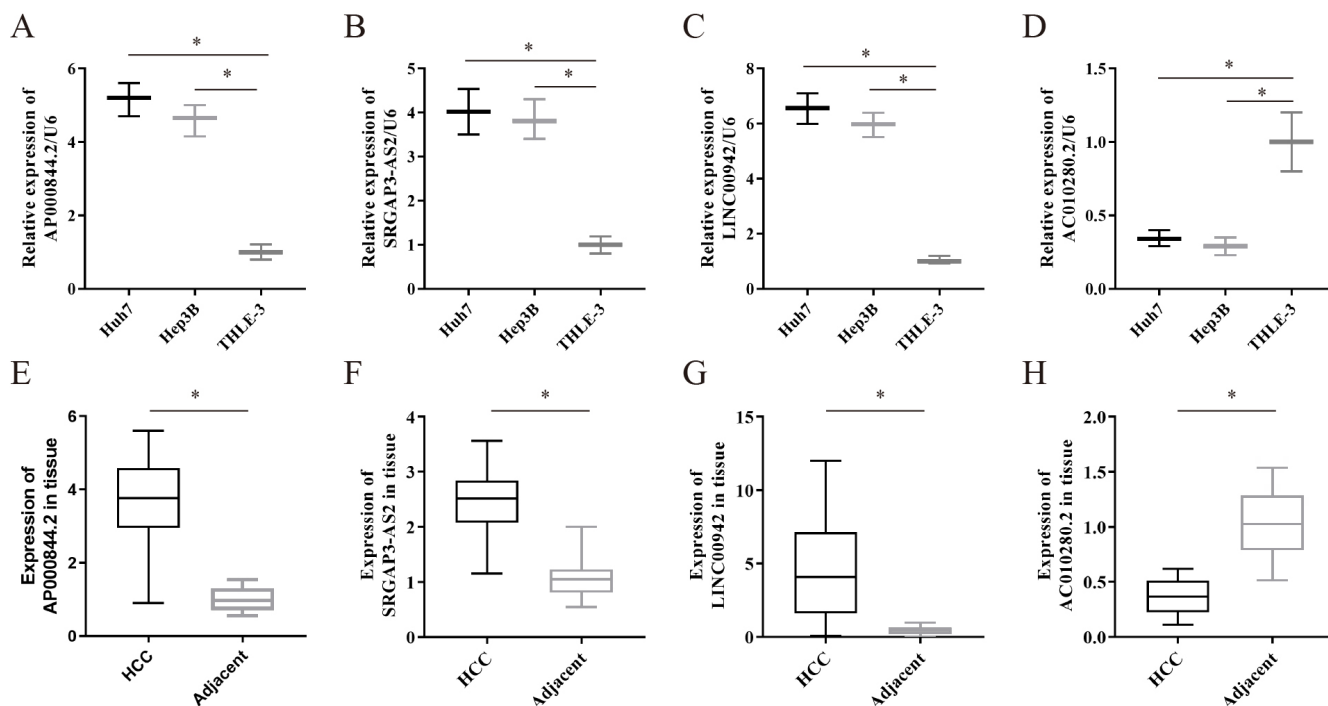 A
Relative expression of
AP000844.2/U6
6
4
2
0
*
*
Huh7
Hep3B
THLE-3
B
Relative expression of
SRGAP3-AS2/U6
5
4
3
2
1
0
*
*
Huh7
Hep3B
THLE-3
C
Relative expression of
LINC00942/U6
8
6
4
2
0
*
*
Huh7
Hep3B
THLE-3
D
Relative expression of
AC010280.2/U6
1.5
1.0
0.5
0.0
*
*
Huh7
Hep3B
THLE-3
E
Expression of
AP000844.2 in tissue
6
4
2
0
*
HCC
Adjacent
F
Expression of
SRGAP3-AS2 in tissue
4
3
2
1
0
*
HCC
Adjacent
G
Expression of
LINC00942 in tissue
15
10
5
0
*
HCC
Adjacent
H
Expression of
AC010280.2 in tissue
2.0
1.5
1.0
0.5
0.0
*
HCC
Adjacent